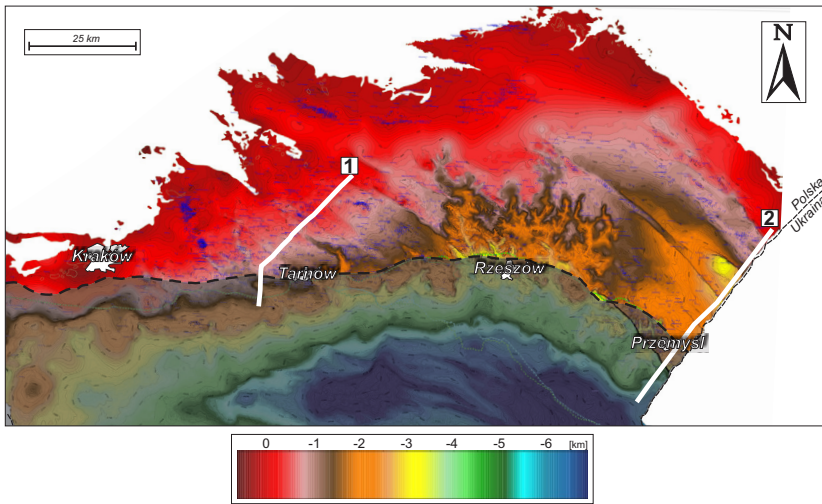 25 km
N
1
2
Polska
Ukraina
Kraków
Tarnów
Rzeszów
Przemyśl
0 -1 -2 -3 -4 -5 -6 [km]